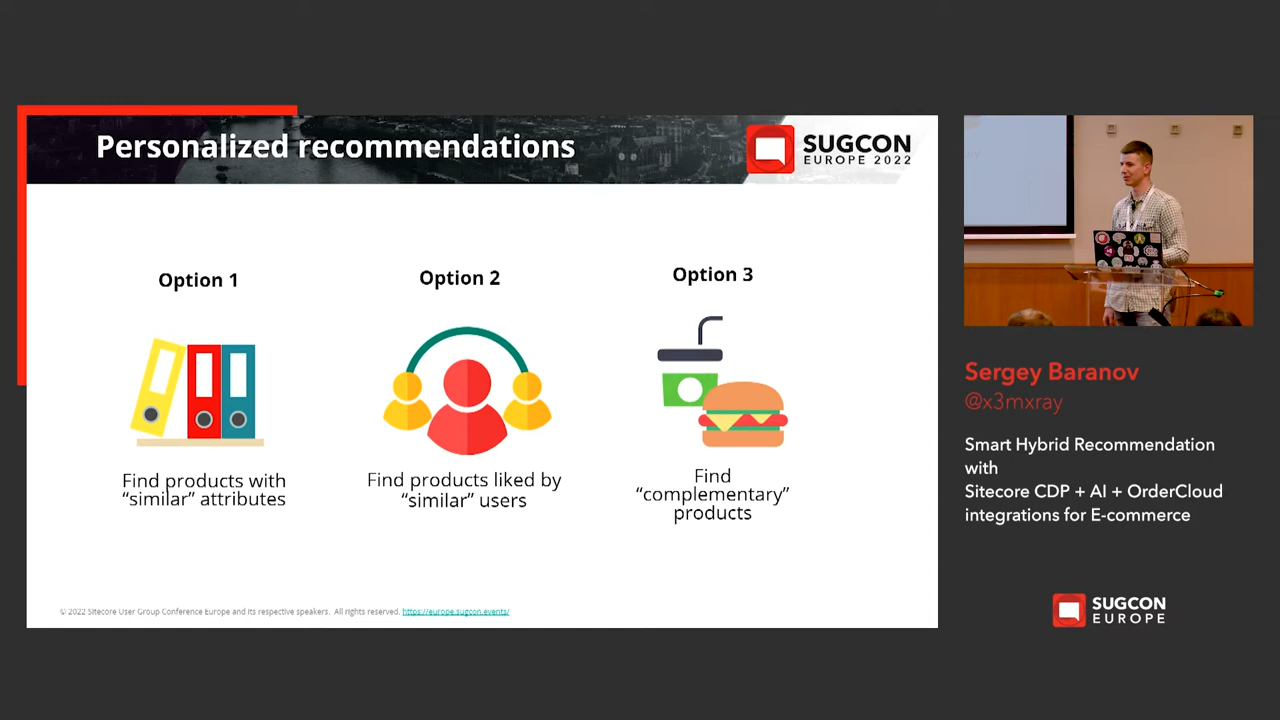 Personalized recommendations
SUGCON
EUROPE 2022
Option 1
Option 2
Option 3
Find products with
“similar” attributes
Find products liked by
“similar” users
Find
“complementary”
products
© 2022 Sitecore User Group Conference Europe and its respective speakers. All rights reserved. https://europe.sugcon.events/
Sergey Baranov
@x3mxray
Smart Hybrid Recommendation
with
Sitecore CDP + AI + OrderCloud
integrations for E-commerce
SUGCON
EUROPE